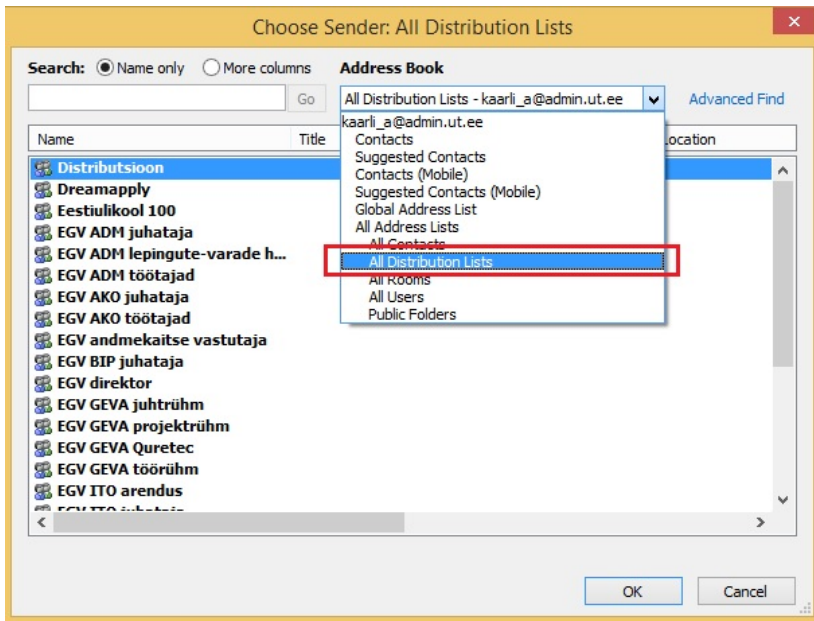 Choose Sender: All Distribution Lists
Search: Name only More columns Address Book
Go All Distribution Lists - kaarli_a@admin.ut.ee Advanced Find
kaarli_a@admin.ut.ee
Contacts
Suggested Contacts
Contacts (Mobile)
Suggested Contacts (Mobile)
Global Address List
All Address Lists
All Contacts
All Distribution Lists
All Rooms
All Users
Public Folders
Name Title
Distributsioon
Dreamapply
Eestiulikool 100
EGV ADM juhataja
EGV ADM lepingute-varade h...
EGV ADM töötajad
EGV AKO juhataja
EGV AKO töötajad
EGV andmekaitse vastutaja
EGV BIP juhataja
EGV direktor
EGV GEVA juhtrühm
EGV GEVA projektrühm
EGV GEVA Quretec
EGV GEVA töörühm
EGV ITO arendus
OK Cancel